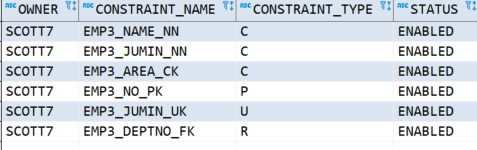 OWNER CONSTRAINT_NAME CONSTRAINT_TYPE STATUS
SCOTT7 EMP3_NAME_NN C ENABLED
SCOTT7 EMP3_JUMIN_NN C ENABLED
SCOTT7 EMP3_AREA_CK C ENABLED
SCOTT7 EMP3_NO_PK P ENABLED
SCOTT7 EMP3_JUMIN_UK U ENABLED
SCOTT7 EMP3_DEPTNO_FK R ENABLED